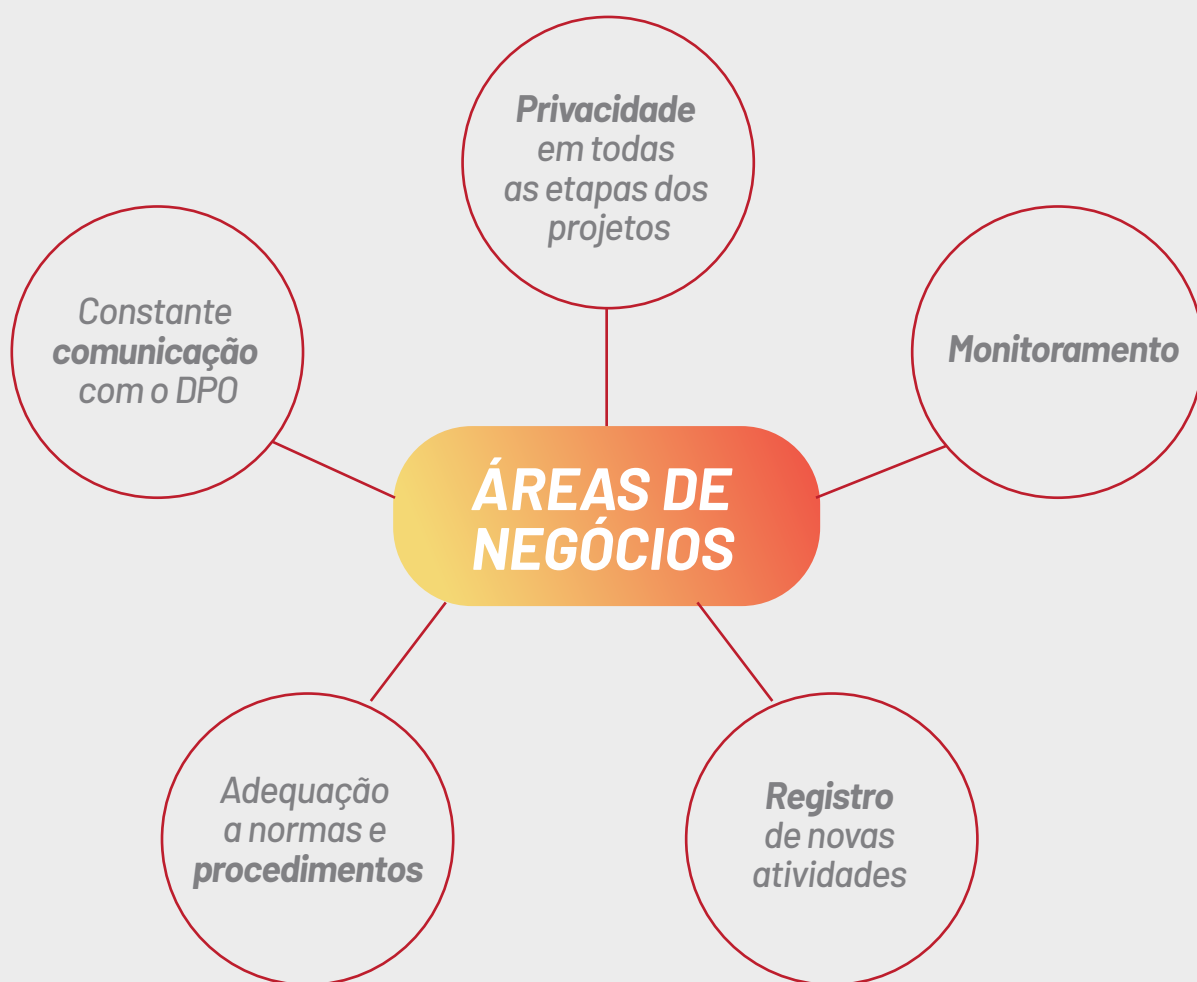 Privacidade
em todas
as etapas dos
projetos
Constante
comunicação
com o DPO
Monitoramento
ÁREAS DE
NEGÓCIOS
Adequação
a normas e
procedimentos
Registro
de novas
atividades